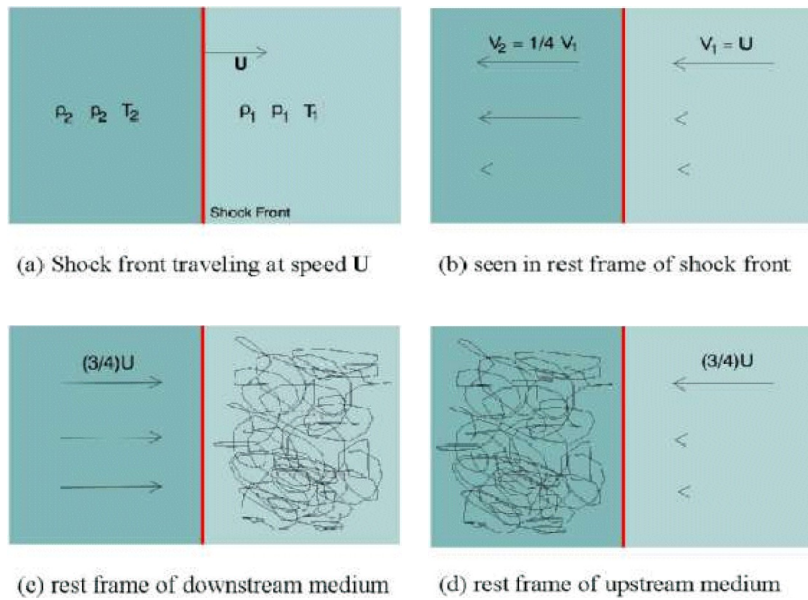 U
ρ₂ p₂ T₂
ρ₁ p₁ T₁
Shock Front
V₂ = 1/4 V₁
V₁ = U
(a) Shock front traveling at speed U
(b) seen in rest frame of shock front
(3/4)U
(3/4)U
(c) rest frame of downstream medium
(d) rest frame of upstream medium